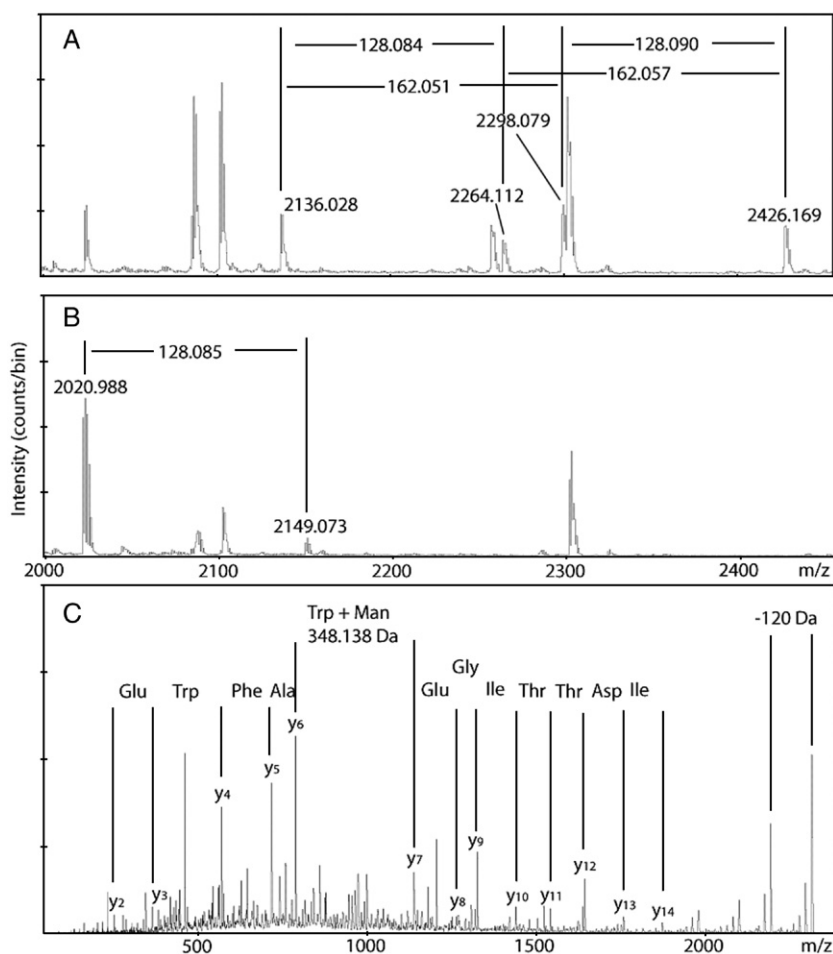 A
128.084
128.090
162.051
162.057
2298.079
2136.028
2264.112
2426.169
B
128.085
2020.988
2149.073
Intensity (counts/bin)
2000
2100
2200
2300
2400
m/z
C
Trp + Man
348.138 Da
-120 Da
Glu Trp Phe Ala Glu Gly Ile Thr Thr Asp Ile
y2
y3
y4
y5
y6
y7
y8
y9
y10
y11
y12
y13
y14
500
1000
1500
2000
m/z